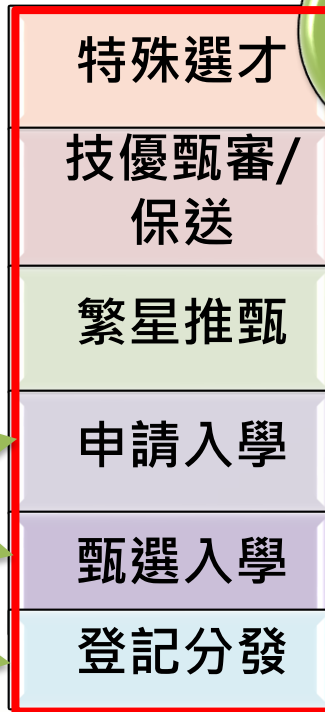 特殊選才
技優甄審/
保送
繁星推甄
申請入學
甄選入學
登記分發